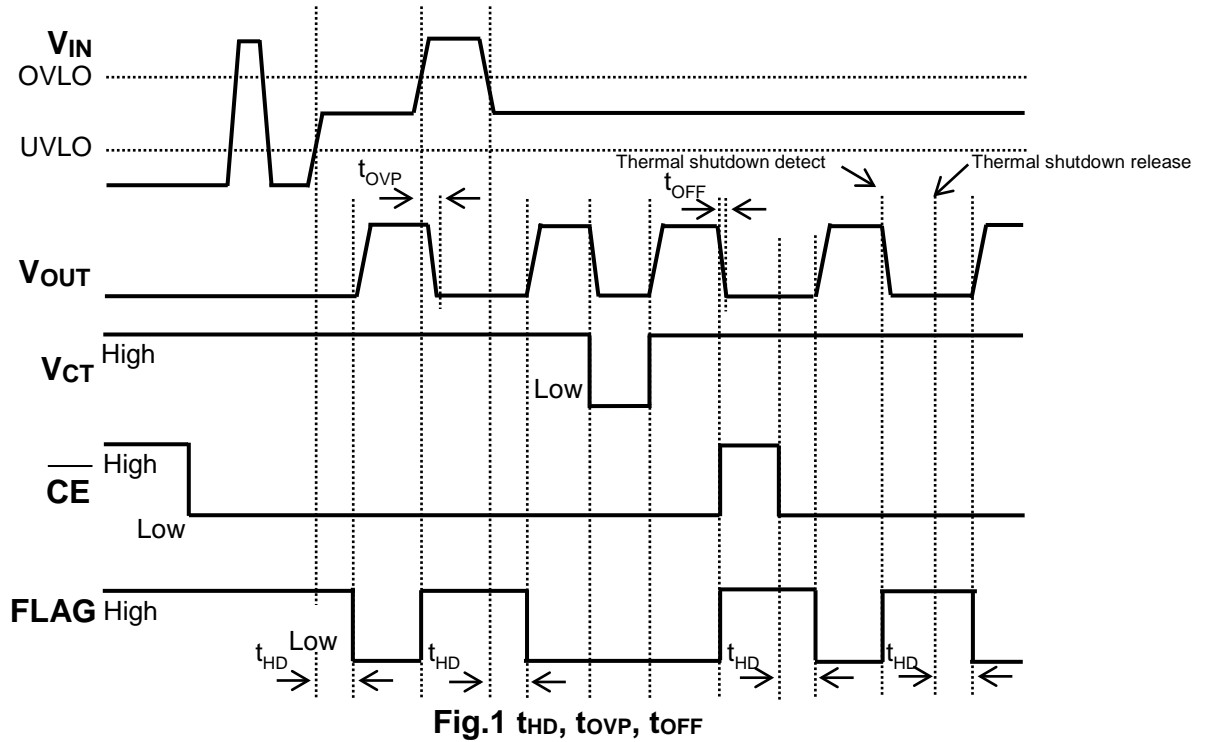 VIN
OVLO
UVLO
tOVP
tOFF
Thermal shutdown detect
Thermal shutdown release
VOUT
High
VCT
Low
High
CE
Low
FLAG High
Low
tHD
tHD
tHD
tHD
Fig.1 tHD, tOVP, tOFF